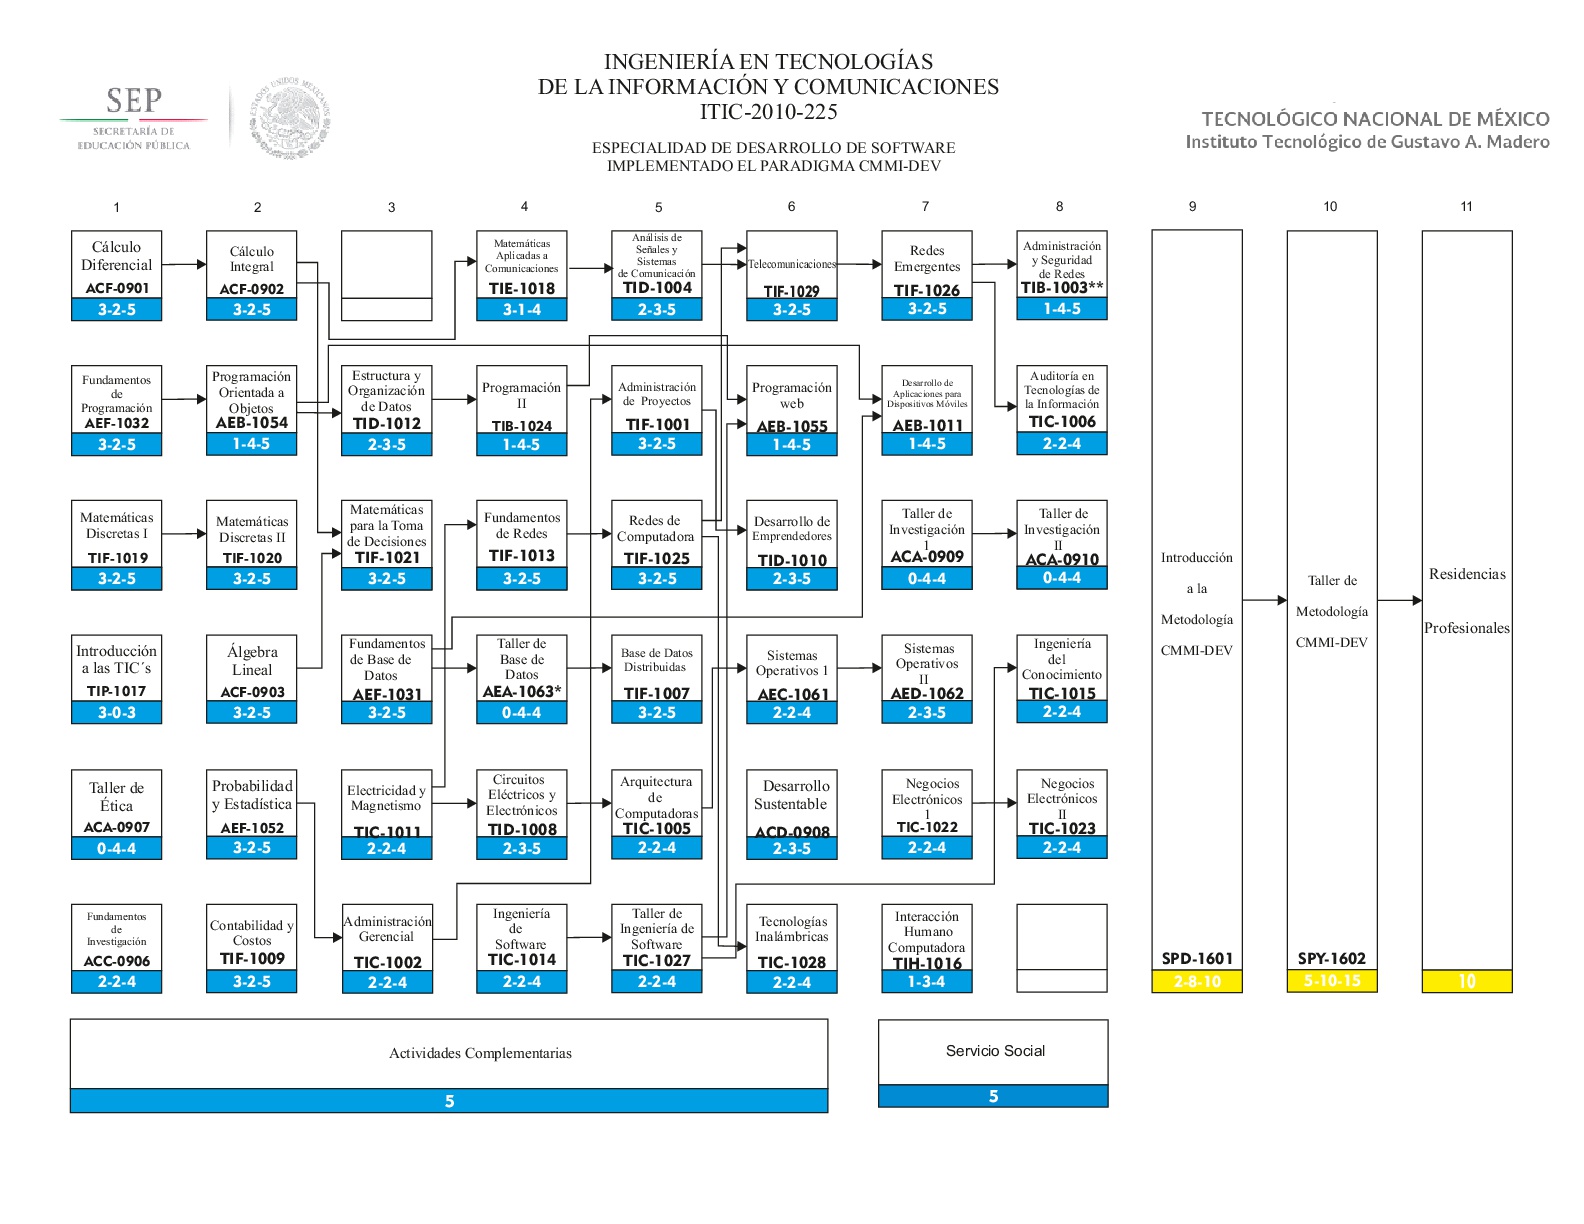 INGENIERÍA EN TECNOLOGÍAS
DE LA INFORMACIÓN Y COMUNICACIONES
ITIC-2010-225
ESPECIALIDAD DE DESARROLLO DE SOFTWARE
IMPLEMENTADO EL PARADIGMA CMMI-DEV
SEP
SECRETARÍA DE
EDUCACIÓN PÚBLICA
ESTADOS UNIDOS MEXICANOS
TECNOLÓGICO NACIONAL DE MÉXICO
Instituto Tecnológico de Gustavo A. Madero
1 2 3 4 5 6 7 8 9 10 11
Cálculo
Diferencial
ACF-0901
3-2-5
Cálculo
Integral
ACF-0902
3-2-5
Matemáticas
Aplicadas a
Comunicaciones
TIE-1018
3-1-4
Análisis de
Señales y
Sistemas
de Comunicación
TID-1004
2-3-5
Telecomunicaciones
TIF-1029
3-2-5
Redes
Emergentes
TIF-1026
3-2-5
Administración
y Seguridad
de Redes
TIB-1003**
1-4-5
Fundamentos
de
Programación
AEF-1032
3-2-5
Programación
Orientada a
Objetos
AEB-1054
1-4-5
Estructura y
Organización
de Datos
TID-1012
2-3-5
Programación
II
TIB-1024
1-4-5
Administración
de Proyectos
TIF-1001
3-2-5
Programación
web
AEB-1055
1-4-5
Desarrollo de
Aplicaciones para
Dispositivos Móviles
AEB-1011
1-4-5
Auditoría en
Tecnologías de
la Información
TIC-1006
2-2-4
Matemáticas
Discretas I
TIF-1019
3-2-5
Matemáticas
Discretas II
TIF-1020
3-2-5
Matemáticas
para la Toma
de Decisiones
TIF-1021
3-2-5
Fundamentos
de Redes
TIF-1013
3-2-5
Redes de
Computadora
TIF-1025
3-2-5
Desarrollo de
Emprendedores
TID-1010
2-3-5
Taller de
Investigación
I
ACA-0909
0-4-4
Taller de
Investigación
II
ACA-0910
0-4-4
Introducción
a las TIC´s
TIP-1017
3-0-3
Álgebra
Lineal
ACF-0903
3-2-5
Fundamentos
de Base de
Datos
AEF-1031
3-2-5
Taller de
Base de
Datos
AEA-1063*
0-4-4
Base de Datos
Distribuidas
TIF-1007
3-2-5
Sistemas
Operativos 1
AEC-1061
2-2-4
Sistemas
Operativos
II
AED-1062
2-3-5
Ingeniería
del
Conocimiento
TIC-1015
2-2-4
Taller de
Ética
ACA-0907
0-4-4
Probabilidad
y Estadística
AEF-1052
3-2-5
Electricidad y
Magnetismo
TIC-1011
2-2-4
Circuitos
Eléctricos y
Electrónicos
TID-1008
2-3-5
Arquitectura
de
Computadoras
TIC-1005
2-2-4
Desarrollo
Sustentable
ACD-0908
2-3-5
Negocios
Electrónicos
I
TIC-1022
2-2-4
Negocios
Electrónicos
II
TIC-1023
2-2-4
Fundamentos
de
Investigación
ACC-0906
2-2-4
Contabilidad y
Costos
TIF-1009
3-2-5
Administración
Gerencial
TIC-1002
2-2-4
Ingeniería
de
Software
TIC-1014
2-2-4
Taller de
Ingeniería de
Software
TIC-1027
2-2-4
Tecnologías
Inalámbricas
TIC-1028
2-2-4
Interacción
Humano
Computadora
TIH-1016
1-3-4
Introducción
a la
Metodología
CMMI-DEV
SPD-1601
2-8-10
Taller de
Metodología
CMMI-DEV
SPY-1602
5-10-15
Residencias
Profesionales
10
Actividades Complementarias
5
Servicio Social
5